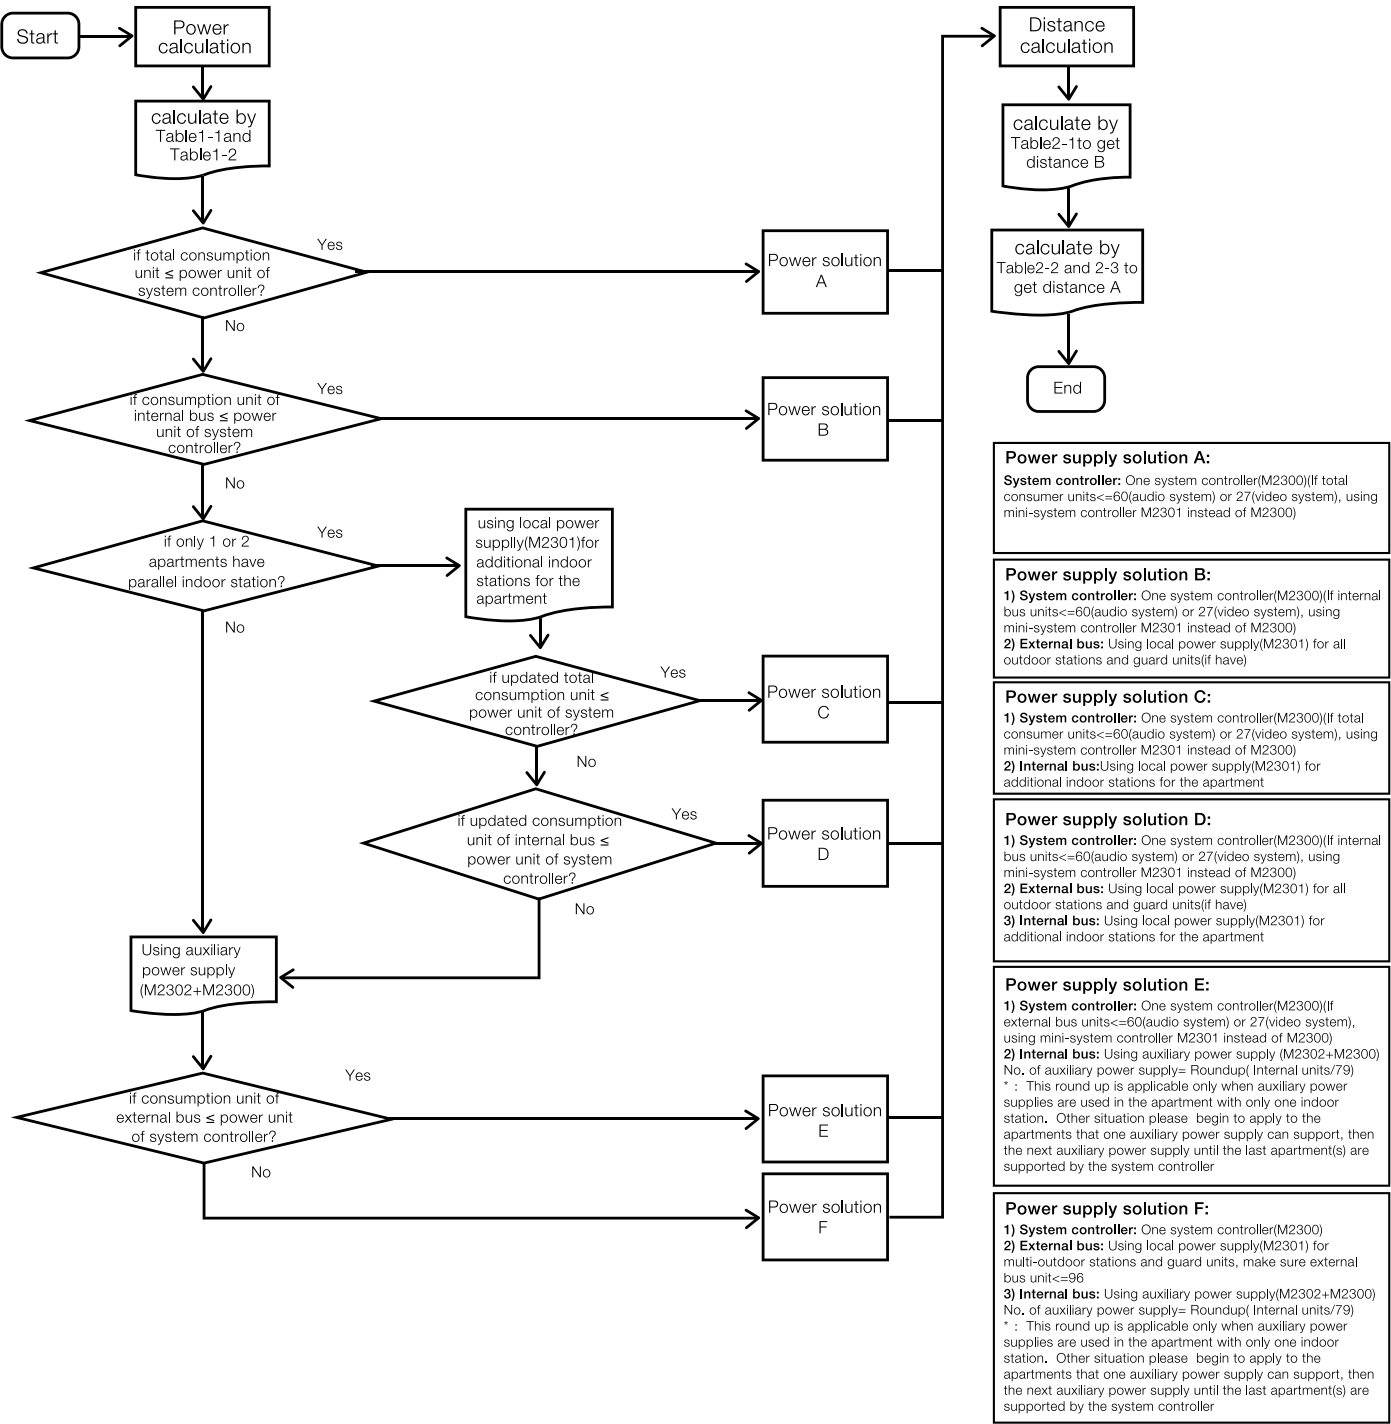 Start
Power
calculation
calculate by
Table1-1and
Table1-2
if total consumption
unit ≤ power unit of
system controller?
Yes
No
Power solution
A
if consumption unit of
internal bus ≤ power
unit of system
controller?
Yes
No
Power solution
B
if only 1 or 2
apartments have
parallel indoor station?
Yes
No
using local power
supplly(M2301)for
additional indoor
stations for the
apartment
if updated total
consumption unit ≤
power unit of system
controller?
Yes
No
Power solution
C
if updated consumption
unit of internal bus ≤
power unit of system
controller?
Yes
No
Power solution
D
Using auxiliary
power supply
(M2302+M2300)
if consumption unit of
external bus ≤ power unit
of system controller?
Yes
No
Power solution
E
Power solution
F
Distance
calculation
calculate by
Table2-1to get
distance B
calculate by
Table2-2 and 2-3 to
get distance A
End
Power supply solution A:
System controller: One system controller(M2300)(If total
consumer units<=60(audio system) or 27(video system), using
mini-system controller M2301 instead of M2300)
Power supply solution B:
1) System controller: One system controller(M2300)(If internal
bus units<=60(audio system) or 27(video system), using
mini-system controller M2301 instead of M2300)
2) External bus: Using local power supply(M2301) for all
outdoor stations and guard units(if have)
Power supply solution C:
1) System controller: One system controller(M2300)(If total
consumer units<=60(audio system) or 27(video system), using
mini-system controller M2301 instead of M2300)
2) Internal bus:Using local power supply(M2301) for
additional indoor stations for the apartment
Power supply solution D:
1) System controller: One system controller(M2300)(If internal
bus units<=60(audio system) or 27(video system), using
mini-system controller M2301 instead of M2300)
2) External bus: Using local power supply(M2301) for all
outdoor stations and guard units(if have)
3) Internal bus: Using local power supply(M2301) for
additional indoor stations for the apartment
Power supply solution E:
1) System controller: One system controller(M2300)(If
external bus units<=60(audio system) or 27(video system),
using mini-system controller M2301 instead of M2300)
2) Internal bus: Using auxiliary power supply (M2302+M2300)
No. of auxiliary power supply= Roundup( Internal units/79)
* : This round up is applicable only when auxiliary power
supplies are used in the apartment with only one indoor
station. Other situation please begin to apply to the
apartments that one auxiliary power supply can support, then
the next auxiliary power supply until the last apartment(s) are
supported by the system controller
Power supply solution F:
1) System controller: One system controller(M2300)
2) External bus: Using local power supply(M2301) for
multi-outdoor stations and guard units, make sure external
bus unit<=96
3) Internal bus: Using auxiliary power supply(M2302+M2300)
No. of auxiliary power supply= Roundup( Internal units/79)
* : This round up is applicable only when auxiliary power
supplies are used in the apartment with only one indoor
station. Other situation please begin to apply to the
apartments that one auxiliary power supply can support, then
the next auxiliary power supply until the last apartment(s) are
supported by the system controller